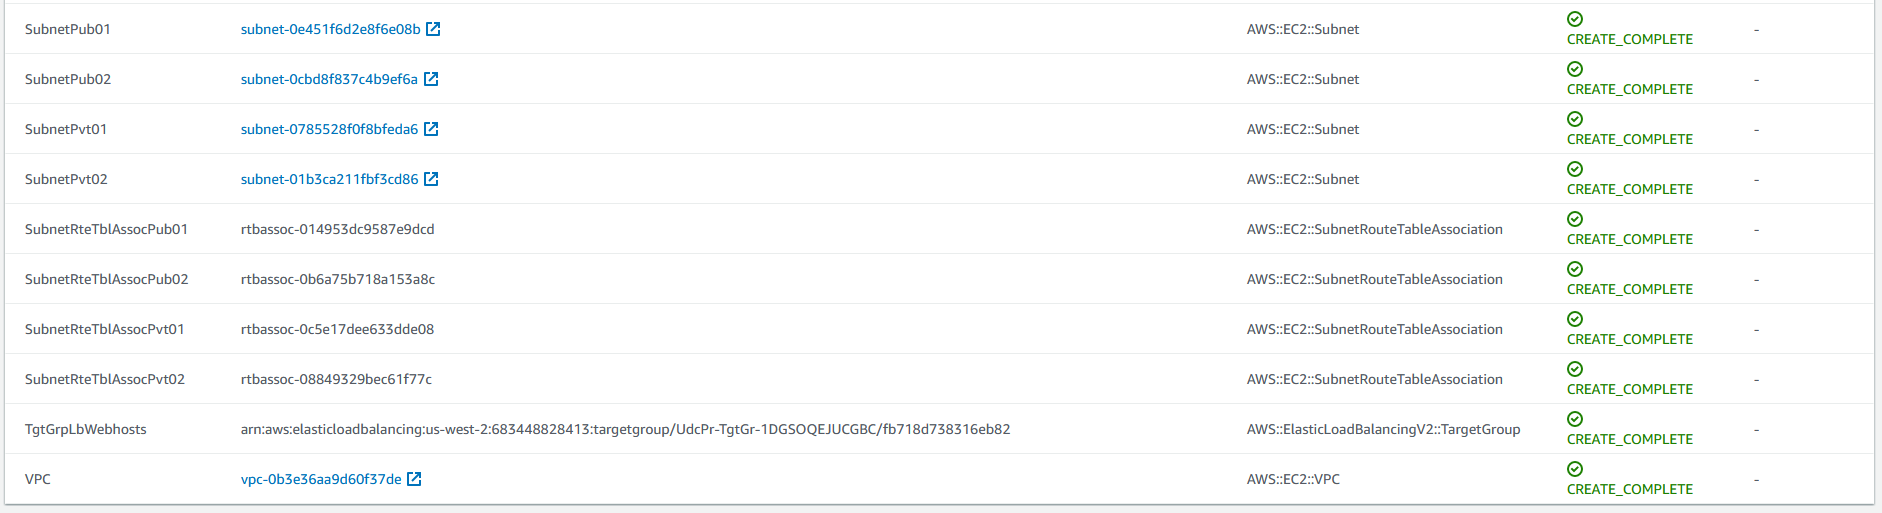 SubnetPub01 subnet-0e451f6d2e8f6e08b AWS::EC2::Subnet CREATE_COMPLETE -
SubnetPub02 subnet-0cbd8f837c4b9ef6a AWS::EC2::Subnet CREATE_COMPLETE -
SubnetPvt01 subnet-0785528f0f8bfeda6 AWS::EC2::Subnet CREATE_COMPLETE -
SubnetPvt02 subnet-01b3ca211fbf3cd86 AWS::EC2::Subnet CREATE_COMPLETE -
SubnetRteTblAssocPub01 rtbassoc-014953dc9587e9dcd AWS::EC2::SubnetRouteTableAssociation CREATE_COMPLETE -
SubnetRteTblAssocPub02 rtbassoc-0b6a75b718a153a8c AWS::EC2::SubnetRouteTableAssociation CREATE_COMPLETE -
SubnetRteTblAssocPvt01 rtbassoc-0c5e17dee633dde08 AWS::EC2::SubnetRouteTableAssociation CREATE_COMPLETE -
SubnetRteTblAssocPvt02 rtbassoc-08849329bec61f77c AWS::EC2::SubnetRouteTableAssociation CREATE_COMPLETE -
TgtGrpLbWebhosts arn:aws:elasticloadbalancing:us-west-2:683448828413:targetgroup/UdcPr-TgtGr-1DGSOQEJUCGBC/fb718d738316eb82 AWS::ElasticLoadBalancingV2::TargetGroup CREATE_COMPLETE -
VPC vpc-0b3e36aa9d60f37de AWS::EC2::VPC CREATE_COMPLETE -